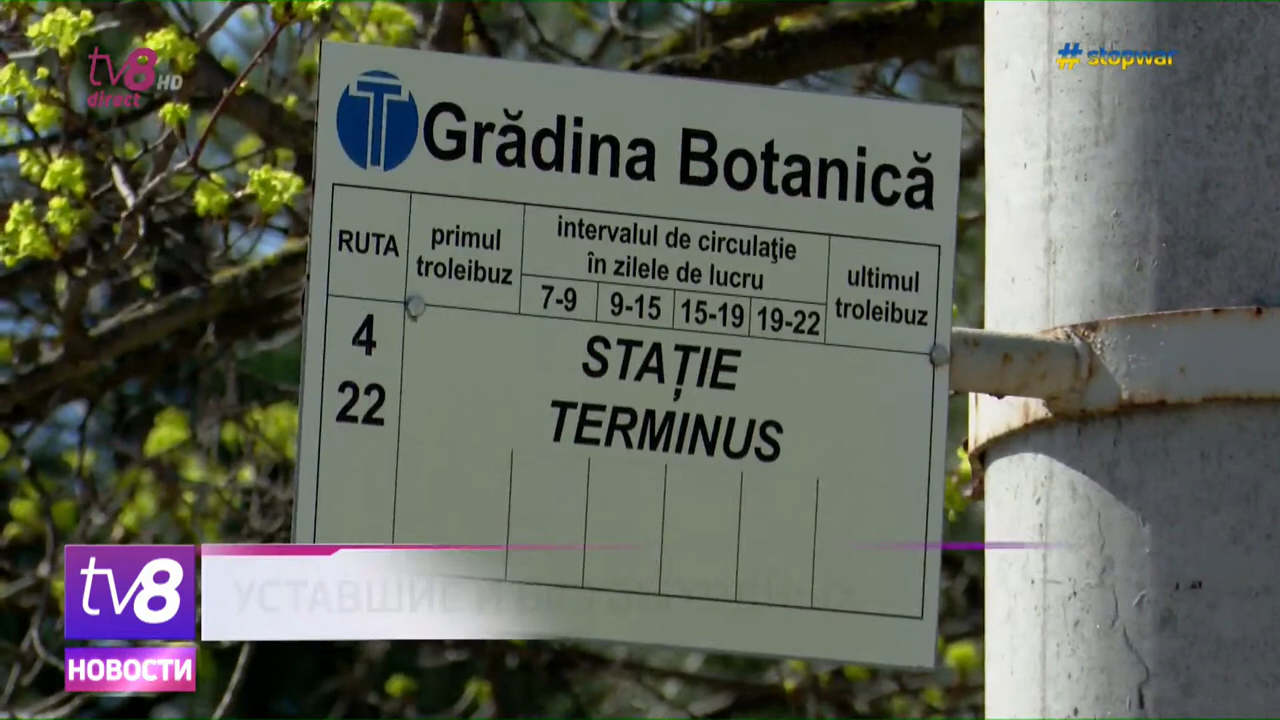 tv8 HD
direct
# stopwar
T Grădina Botanică
RUTA
primul
troleibuz
intervalul de circulaţie
în zilele de lucru
7-9 9-15 15-19 19-22
ultimul
troleibuz
4
22
STAȚIE
TERMINUS
УСТАВШИЕ И
tv8
НОВОСТИ